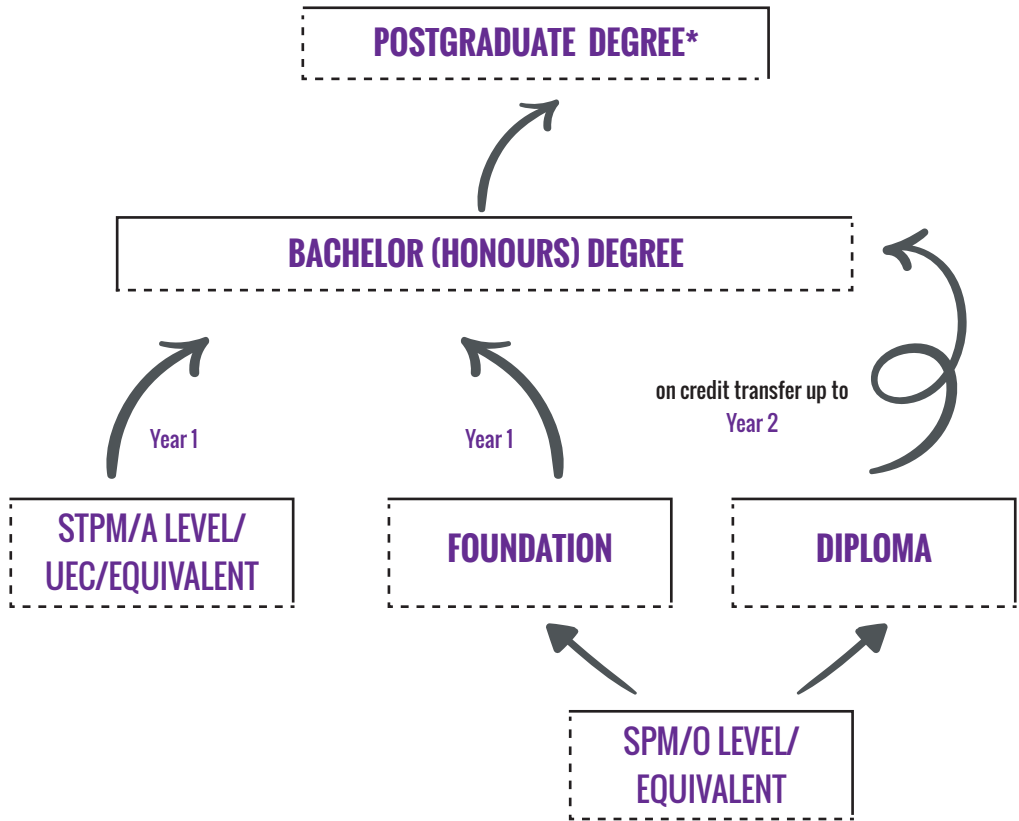 POSTGRADUATE DEGREE*
BACHELOR (HONOURS) DEGREE
Year 1
Year 1
on credit transfer up to
Year 2
STPM/A LEVEL/
UEC/EQUIVALENT
FOUNDATION
DIPLOMA
SPM/O LEVEL/
EQUIVALENT